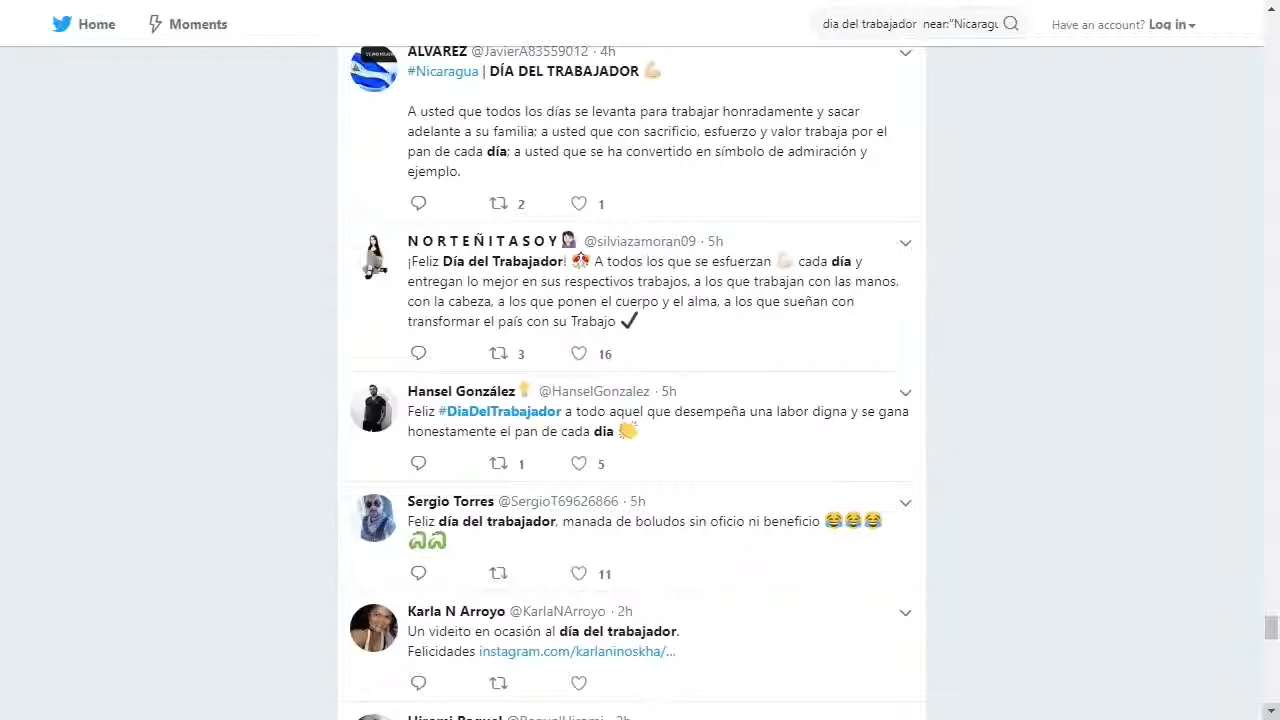 Home
Moments
dia del trabajador near:"Nicaragu
Have an account? Log in
ALVAREZ @JavierA83559012 · 4h
#Nicaragua | DÍA DEL TRABAJADOR 💪🏻
A usted que todos los días se levanta para trabajar honradamente y sacar
adelante a su familia; a usted que con sacrificio, esfuerzo y valor trabaja por el
pan de cada día; a usted que se ha convertido en símbolo de admiración y
ejemplo.
2 1
N O R T E Ñ I T A S O Y @silviazamoran09 · 5h
¡Feliz Día del Trabajador! A todos los que se esfuerzan 💪🏻 cada día y
entregan lo mejor en sus respectivos trabajos, a los que trabajan con las manos,
con la cabeza, a los que ponen el cuerpo y el alma, a los que sueñan con
transformar el país con su Trabajo ✔
3 16
Hansel González @HanselGonzalez · 5h
Feliz #DiaDelTrabajador a todo aquel que desempeña una labor digna y se gana
honestamente el pan de cada dia 👏
1 5
Sergio Torres @SergioT69626866 · 5h
Feliz día del trabajador, manada de boludos sin oficio ni beneficio 😂😂😂
🐍🐍
11
Karla N Arroyo @KarlaNArroyo · 2h
Un videito en ocasión al día del trabajador.
Felicidades instagram.com/karlaninoskha/...